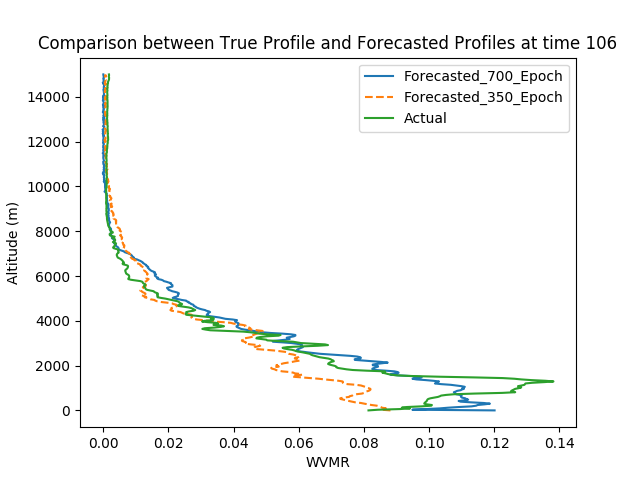 Comparison between True Profile and Forecasted Profiles at time 106
Forecasted_700_Epoch
Forecasted_350_Epoch
Actual
14000
12000
10000
8000
6000
4000
2000
0
Altitude (m)
0.00 0.02 0.04 0.06 0.08 0.10 0.12 0.14
WVMR